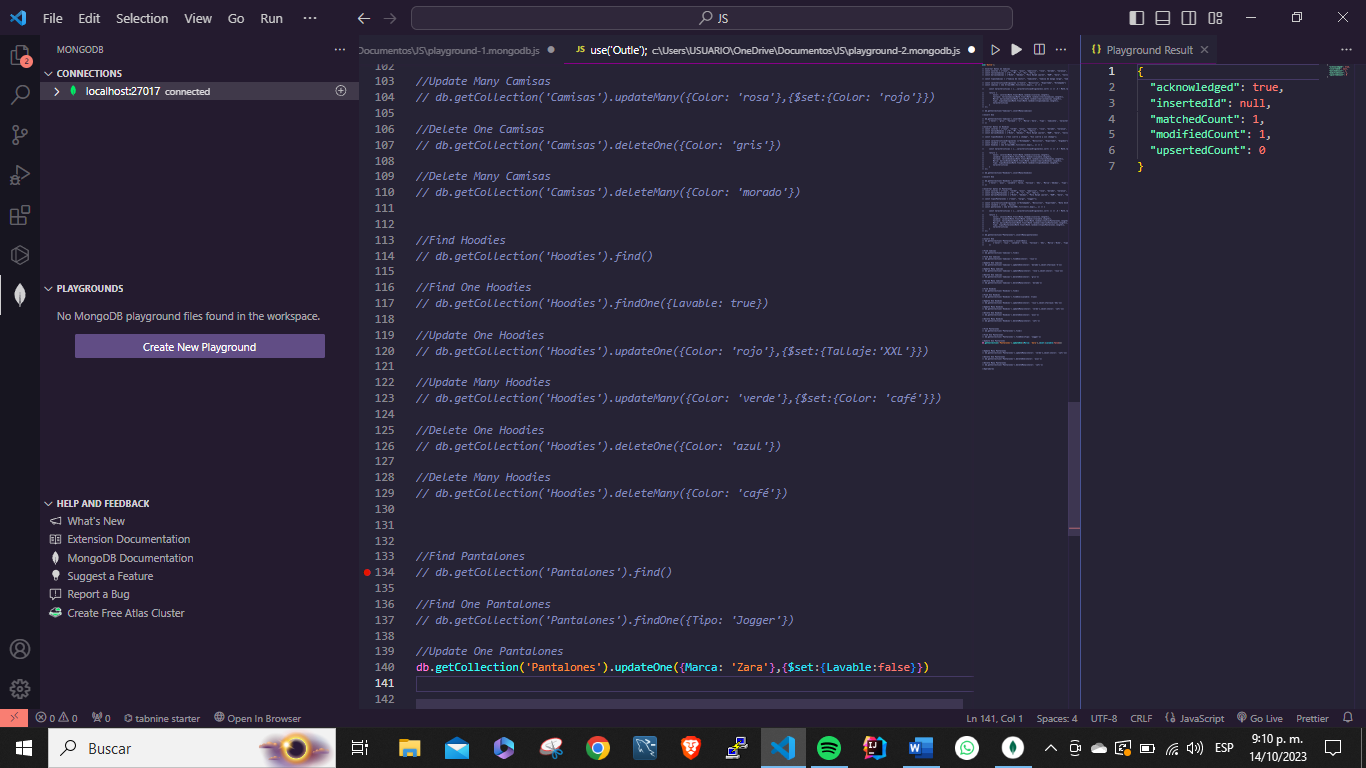 File Edit Selection View Go Run ··· JS
MONGODB
CONNECTIONS
localhost:27017 connected
PLAYGROUNDS
No MongoDB playground files found in the workspace.
Create New Playground
HELP AND FEEDBACK
What's New
Extension Documentation
MongoDB Documentation
Suggest a Feature
Report a Bug
Create Free Atlas Cluster
2
Documentos\JS\playground-1.mongodb.js
JS use('Outle'); c:\Users\USUARIO\OneDrive\Documentos\JS\playground-2.mongodb.js
102
103 //Update Many Camisas
104 // db.getCollection('Camisas').updateMany({Color: 'rosa'},{$set:{Color: 'rojo'}})
105
106 //Delete One Camisas
107 // db.getCollection('Camisas').deleteOne({Color: 'gris'})
108
109 //Delete Many Camisas
110 // db.getCollection('Camisas').deleteMany({Color: 'morado'})
111
112
113 //Find Hoodies
114 // db.getCollection('Hoodies').find()
115
116 //Find One Hoodies
117 // db.getCollection('Hoodies').findOne({Lavable: true})
118
119 //Update One Hoodies
120 // db.getCollection('Hoodies').updateOne({Color: 'rojo'},{$set:{Tallaje:'XXL'}})
121
122 //Update Many Hoodies
123 // db.getCollection('Hoodies').updateMany({Color: 'verde'},{$set:{Color: 'café'}})
124
125 //Delete One Hoodies
126 // db.getCollection('Hoodies').deleteOne({Color: 'azul'})
127
128 //Delete Many Hoodies
129 // db.getCollection('Hoodies').deleteMany({Color: 'café'})
130
131
132
133 //Find Pantalones
134 // db.getCollection('Pantalones').find()
135
136 //Find One Pantalones
137 // db.getCollection('Pantalones').findOne({Tipo: 'Jogger'})
138
139 //Update One Pantalones
140 db.getCollection('Pantalones').updateOne({Marca: 'Zara'},{$set:{Lavable:false}})
141
142
{} Playground Result
1 {
2 "acknowledged": true,
3 "insertedId": null,
4 "matchedCount": 1,
5 "modifiedCount": 1,
6 "upsertedCount": 0
7 }
0 0 0 tabnine starter Open In Browser Ln 141, Col 1 Spaces: 4 UTF-8 CRLF {} JavaScript Go Live Prettier
Buscar
ESP
9:10 p. m.
14/10/2023